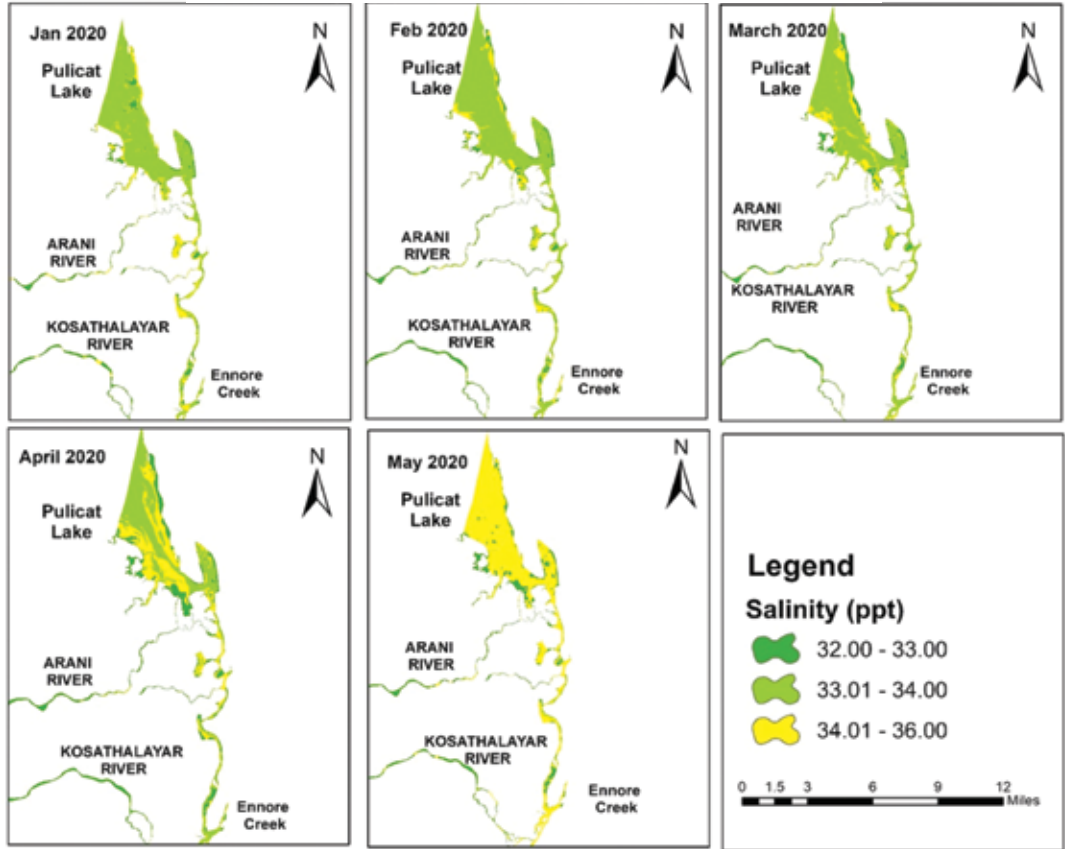 Jan 2020
N
Pulicat
Lake
ARANI
RIVER
KOSATHALAYAR
RIVER
Ennore
Creek
Feb 2020
N
Pulicat
Lake
ARANI
RIVER
KOSATHALAYAR
RIVER
Ennore
Creek
March 2020
N
Pulicat
Lake
ARANI
RIVER
KOSATHALAYAR
RIVER
Ennore
Creek
April 2020
N
Pulicat
Lake
ARANI
RIVER
KOSATHALAYAR
RIVER
Ennore
Creek
May 2020
N
Pulicat
Lake
ARANI
RIVER
KOSATHALAYAR
RIVER
Ennore
Creek
Legend
Salinity (ppt)
32.00 - 33.00
33.01 - 34.00
34.01 - 36.00
0 1.5 3 6 9 12
Miles